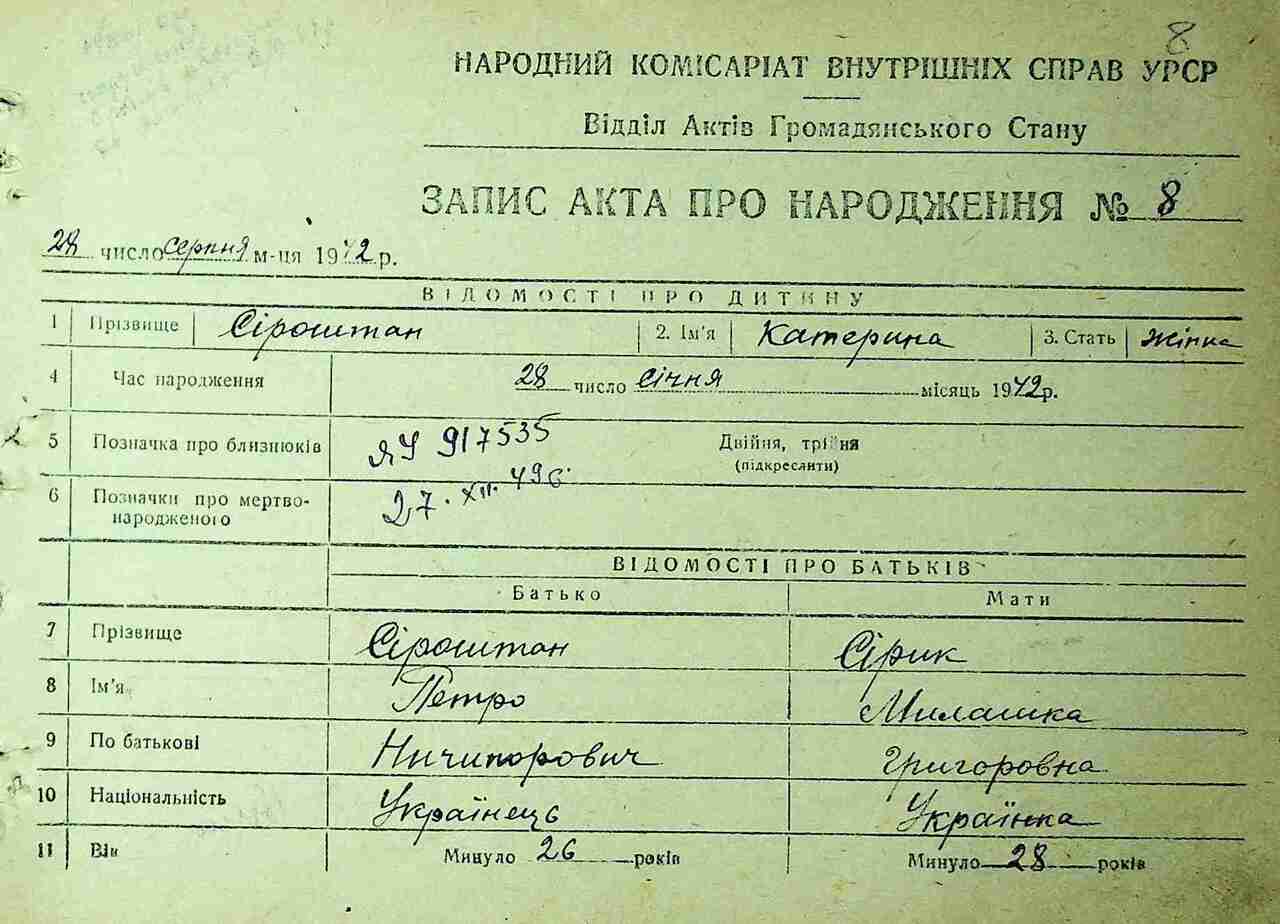 8
НАРОДНИЙ КОМІСАРІАТ ВНУТРІШНІХ СПРАВ УРСР
Відділ Актів Громадянського Стану
ЗАПИС АКТА ПРО НАРОДЖЕННЯ № 8
28 число серпня м-ця 1942 р.
ВІДОМОСТІ ПРО ДИТИНУ
1 Прізвище Сіроштан 2. Ім'я Катерина 3. Стать Жінка
4 Час народження 28 число січня місяць 1942р.
5 Позначка про близнюків ЯЧ 917535 Двійня, трійня
(підкреслити)
6 Позначки про мертво-
народженого 27. XII. 496
ВІДОМОСТІ ПРО БАТЬКІВ
Батько Мати
7 Прізвище Сіроштан Сірик
8 Ім'я Петро Милашка
9 По батькові Ничипорович Григоровна
10 Національність Українець Українка
11 Вік Минуло 26 років Минуло 28 років